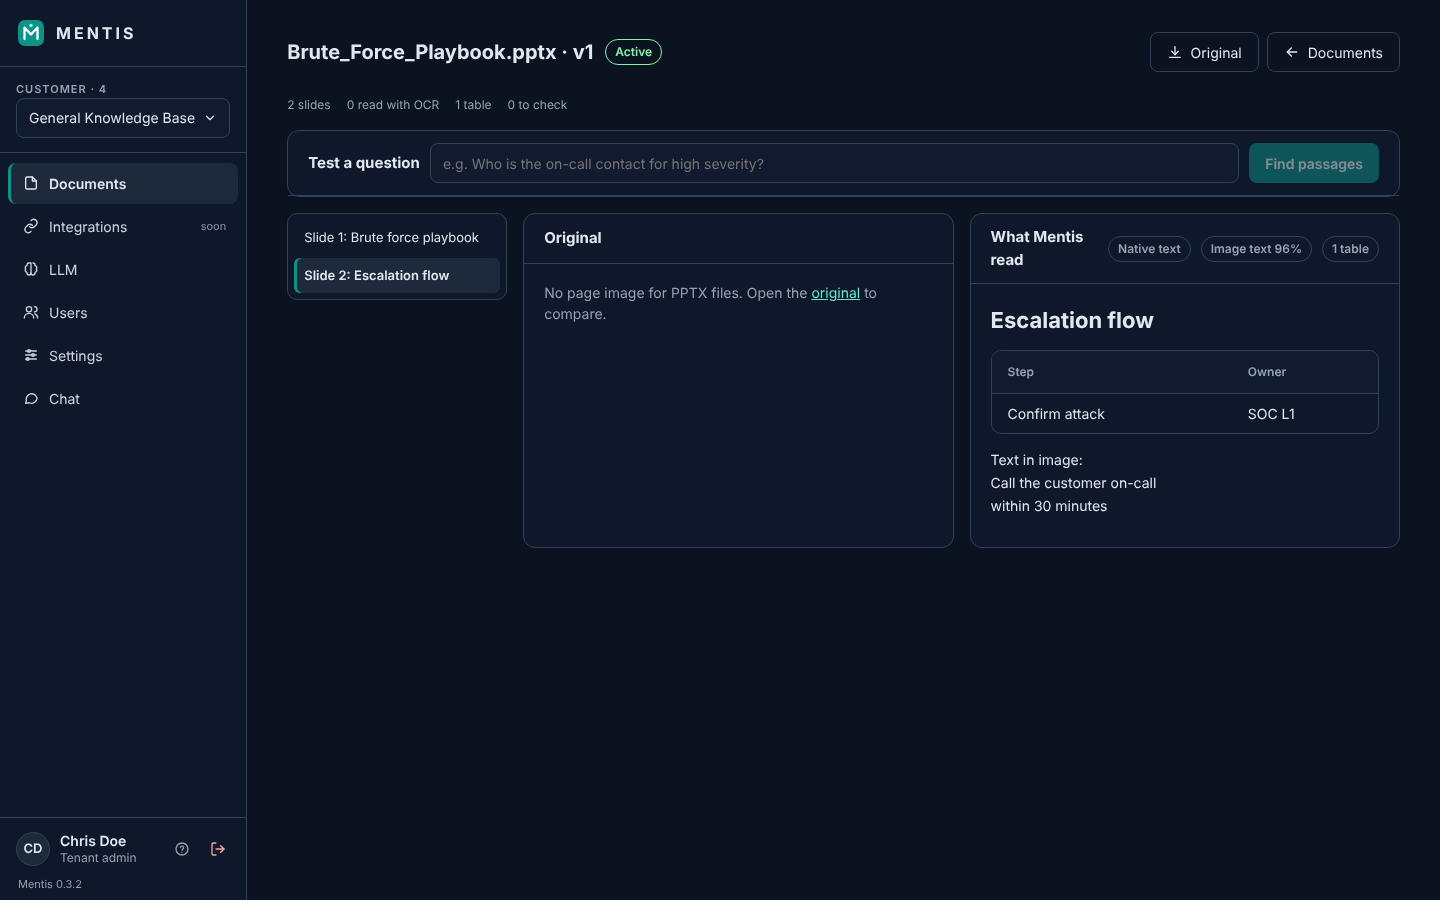 MENTIS
CUSTOMER · 4
General Knowledge Base
Documents
Integrations soon
LLM
Users
Settings
Chat
CD
Chris Doe
Tenant admin
Mentis 0.3.2
Brute_Force_Playbook.pptx · v1 Active
Original
Documents
2 slides 0 read with OCR 1 table 0 to check
Test a question
e.g. Who is the on-call contact for high severity?
Find passages
Slide 1: Brute force playbook
Slide 2: Escalation flow
Original
No page image for PPTX files. Open the original to
compare.
What Mentis
read
Native text Image text 96% 1 table
Escalation flow
Step Owner
Confirm attack SOC L1
Text in image:
Call the customer on-call
within 30 minutes